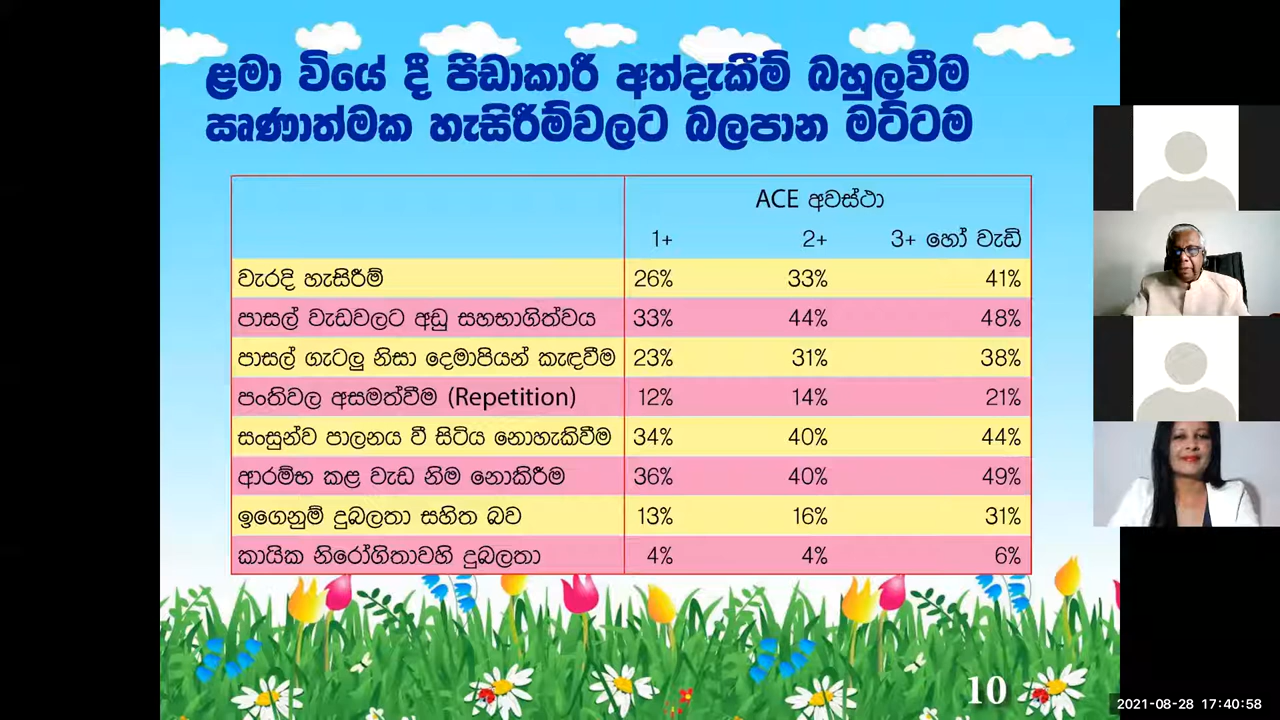 ළමා වියේ දී පීඩාකාරී අත්දැකීම් බහුලවීම
ඍණාත්මක හැසිරීම්වලට බලපාන මට්ටම
ACE අවස්ථා
1+ 2+ 3+ හෝ වැඩි
වැරදි හැසිරීම් 26% 33% 41%
පාසල් වැඩවලට අඩු සහභාගිත්වය 33% 44% 48%
පාසල් ගැටලු නිසා දෙමාපියන් කැඳවීම 23% 31% 38%
පංතිවල අසමත්වීම (Repetition) 12% 14% 21%
සංසුන්ව පාලනය වී සිටිය නොහැකිවීම 34% 40% 44%
ආරම්භ කළ වැඩ නිම නොකිරීම 36% 40% 49%
ඉගෙනුම් දුබලතා සහිත බව 13% 16% 31%
කායික නිරෝගිතාවහි දුබලතා 4% 4% 6%
10
2021-08-28 17:40:58